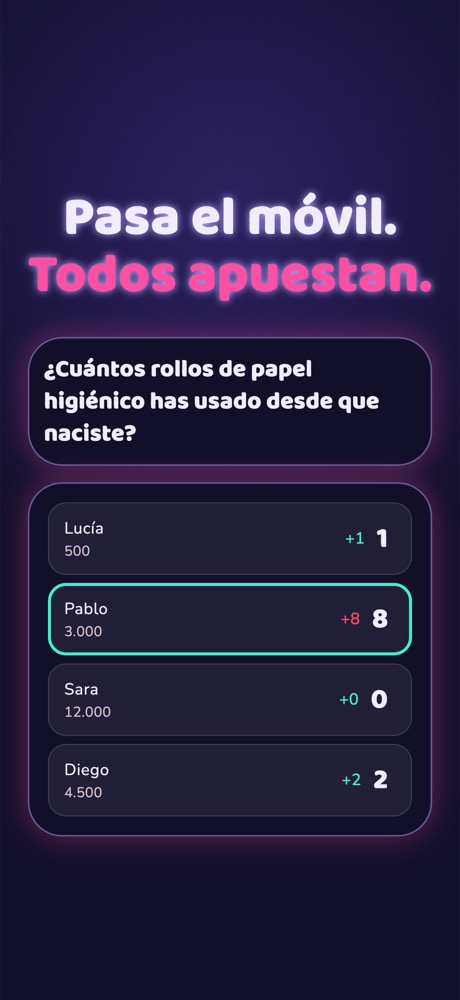 Pasa el móvil.
Todos apuestan.
¿Cuántos rollos de papel
higiénico has usado desde que
naciste?
Lucía
500
+1 1
Pablo
3.000
+8 8
Sara
12.000
+0 0
Diego
4.500
+2 2